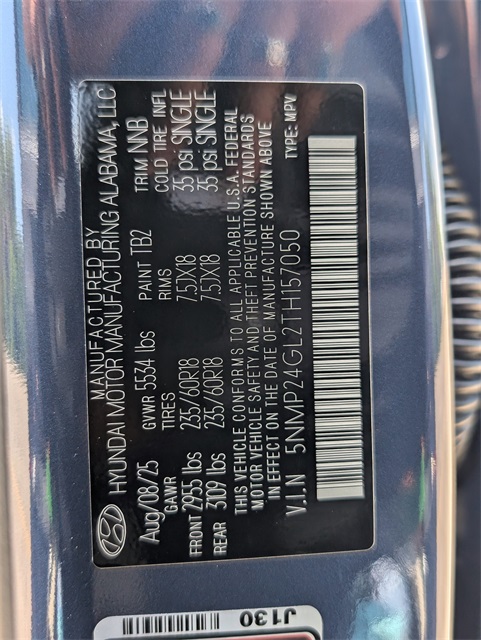 MANUFACTURED BY
HYUNDAI MOTOR MANUFACTURING ALABAMA, LLC
Aug/08/25 GVWR 5534 lbs PAINT TB2 TRIM NNB
GAWR TIRES RIMS COLD TIRE INFL
FRONT 2955 lbs 235/60R18 7.5JX18 35 psi SINGLE
REAR 3109 lbs 235/60R18 7.5JX18 35 psi SINGLE
THIS VEHICLE CONFORMS TO ALL APPLICABLE U.S.A. FEDERAL
MOTOR VEHICLE SAFETY AND THEFT PREVENTION STANDARDS
IN EFFECT ON THE DATE OF MANUFACTURE SHOWN ABOVE
V.I.N 5NMP24GL2TH157050 TYPE: MPV
J130